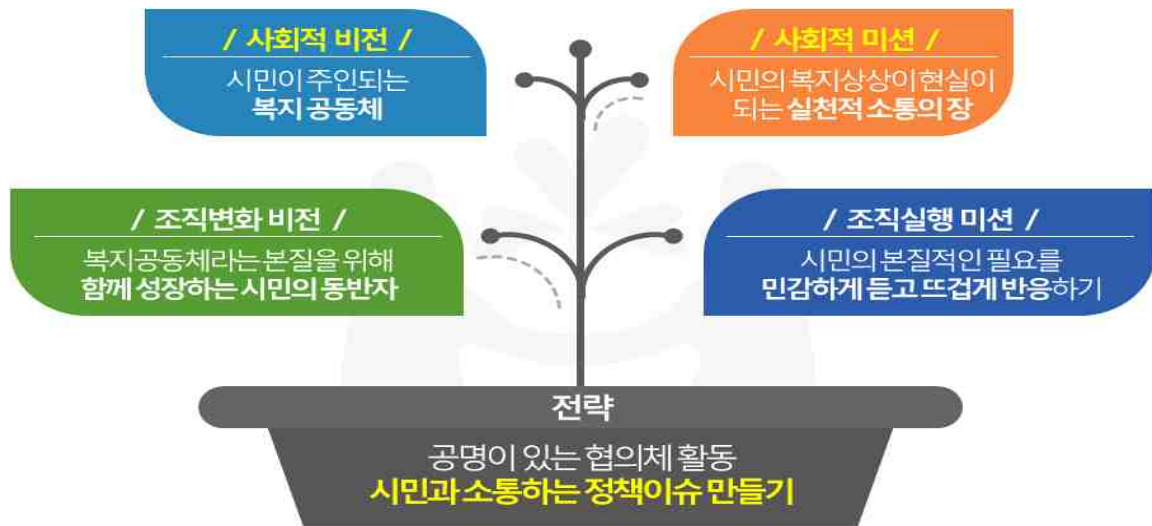 / 사회적 비전 /
시민이 주인되는
복지 공동체
/ 사회적 미션 /
시민의 복지상상이 현실이
되는 실천적 소통의 장
/ 조직변화 비전 /
복지공동체라는 본질을 위해
함께 성장하는 시민의 동반자
/ 조직실행 미션 /
시민의 본질적인 필요를
민감하게 듣고 뜨겁게 반응하기
전략
공명이 있는 협의체 활동
시민과 소통하는 정책이슈 만들기